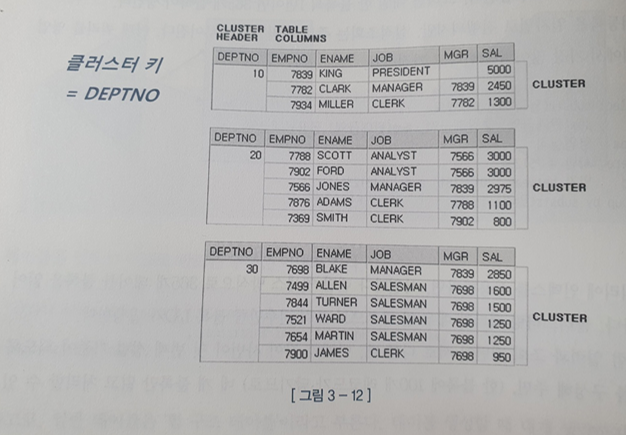 CLUSTER HEADER TABLE COLUMNS
클러스터 키
= DEPTNO
DEPTNO EMPNO ENAME JOB MGR SAL
10 7839 KING PRESIDENT 5000
7782 CLARK MANAGER 7839 2450
7934 MILLER CLERK 7782 1300
CLUSTER
DEPTNO EMPNO ENAME JOB MGR SAL
20 7788 SCOTT ANALYST 7566 3000
7902 FORD ANALYST 7566 3000
7566 JONES MANAGER 7839 2975
7876 ADAMS CLERK 7788 1100
7369 SMITH CLERK 7902 800
CLUSTER
DEPTNO EMPNO ENAME JOB MGR SAL
30 7698 BLAKE MANAGER 7839 2850
7499 ALLEN SALESMAN 7698 1600
7844 TURNER SALESMAN 7698 1500
7521 WARD SALESMAN 7698 1250
7654 MARTIN SALESMAN 7698 1250
7900 JAMES CLERK 7698 950
CLUSTER
[ 그림 3 – 12 ]